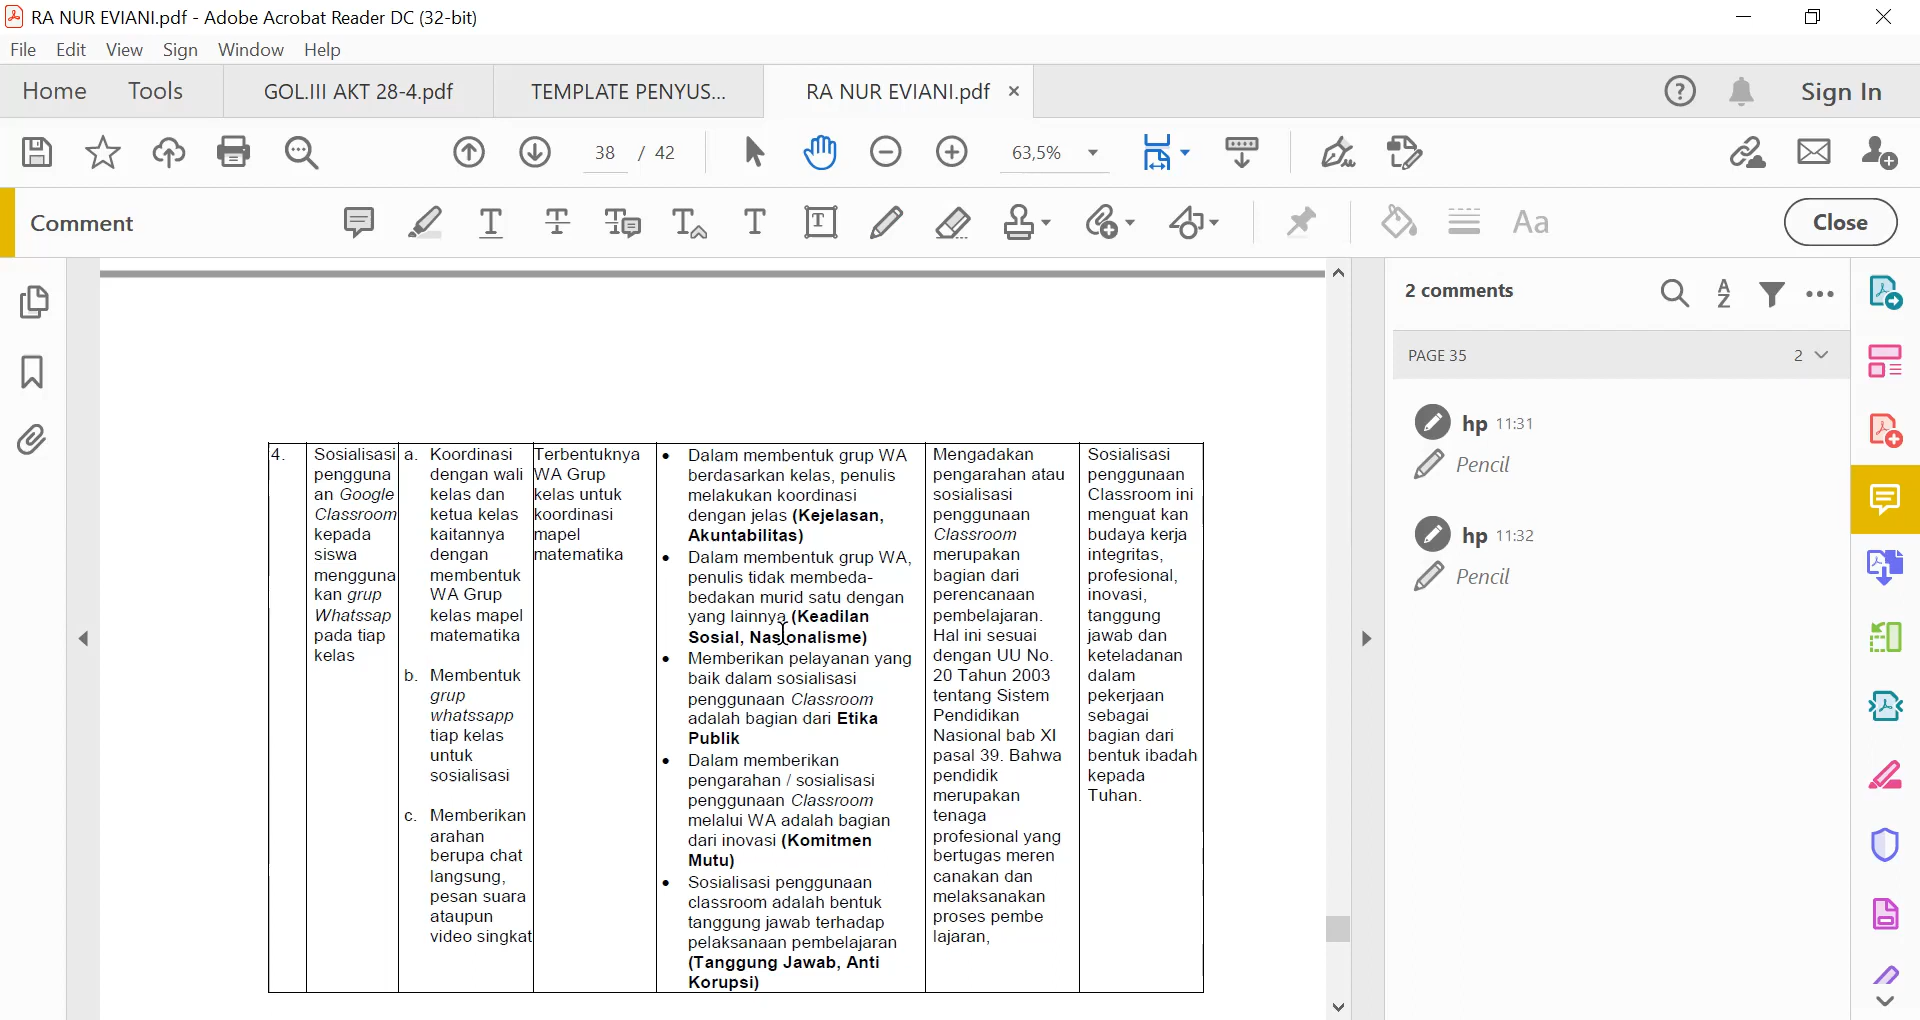 RA NUR EVIANI.pdf - Adobe Acrobat Reader DC (32-bit)
File Edit View Sign Window Help
Home Tools GOL.III AKT 28-4.pdf TEMPLATE PENYUS... RA NUR EVIANI.pdf × Sign In
38 / 42 63,5%
Comment Aa Close
2 comments
PAGE 35 2
hp 11:31
Pencil
hp 11:32
Pencil
4.
Sosialisasi
pengguna
an Google
Classroom
kepada
siswa
mengguna
kan grup
Whatssap
pada tiap
kelas
a. Koordinasi
dengan wali
kelas dan
ketua kelas
kaitannya
dengan
membentuk
WA Grup
kelas mapel
matematika
b. Membentuk
grup
whatssapp
tiap kelas
untuk
sosialisasi
c. Memberikan
arahan
berupa chat
langsung,
pesan suara
ataupun
video singkat
Terbentuknya
WA Grup
kelas untuk
koordinasi
mapel
matematika
• Dalam membentuk grup WA
berdasarkan kelas, penulis
melakukan koordinasi
dengan jelas (Kejelasan,
Akuntabilitas)
• Dalam membentuk grup WA,
penulis tidak membeda-
bedakan murid satu dengan
yang lainnya (Keadilan
Sosial, Nasionalisme)
• Memberikan pelayanan yang
baik dalam sosialisasi
penggunaan Classroom
adalah bagian dari Etika
Publik
• Dalam memberikan
pengarahan / sosialisasi
penggunaan Classroom
melalui WA adalah bagian
dari inovasi (Komitmen
Mutu)
• Sosialisasi penggunaan
classroom adalah bentuk
tanggung jawab terhadap
pelaksanaan pembelajaran
(Tanggung Jawab, Anti
Korupsi)
Mengadakan
pengarahan atau
sosialisasi
penggunaan
Classroom
merupakan
bagian dari
perencanaan
pembelajaran.
Hal ini sesuai
dengan UU No.
20 Tahun 2003
tentang Sistem
Pendidikan
Nasional bab XI
pasal 39. Bahwa
pendidik
merupakan
tenaga
profesional yang
bertugas meren
canakan dan
melaksanakan
proses pembe
lajaran,
Sosialisasi
penggunaan
Classroom ini
menguat kan
budaya kerja
integritas,
profesional,
inovasi,
tanggung
jawab dan
keteladanan
dalam
pekerjaan
sebagai
bagian dari
bentuk ibadah
kepada
Tuhan.